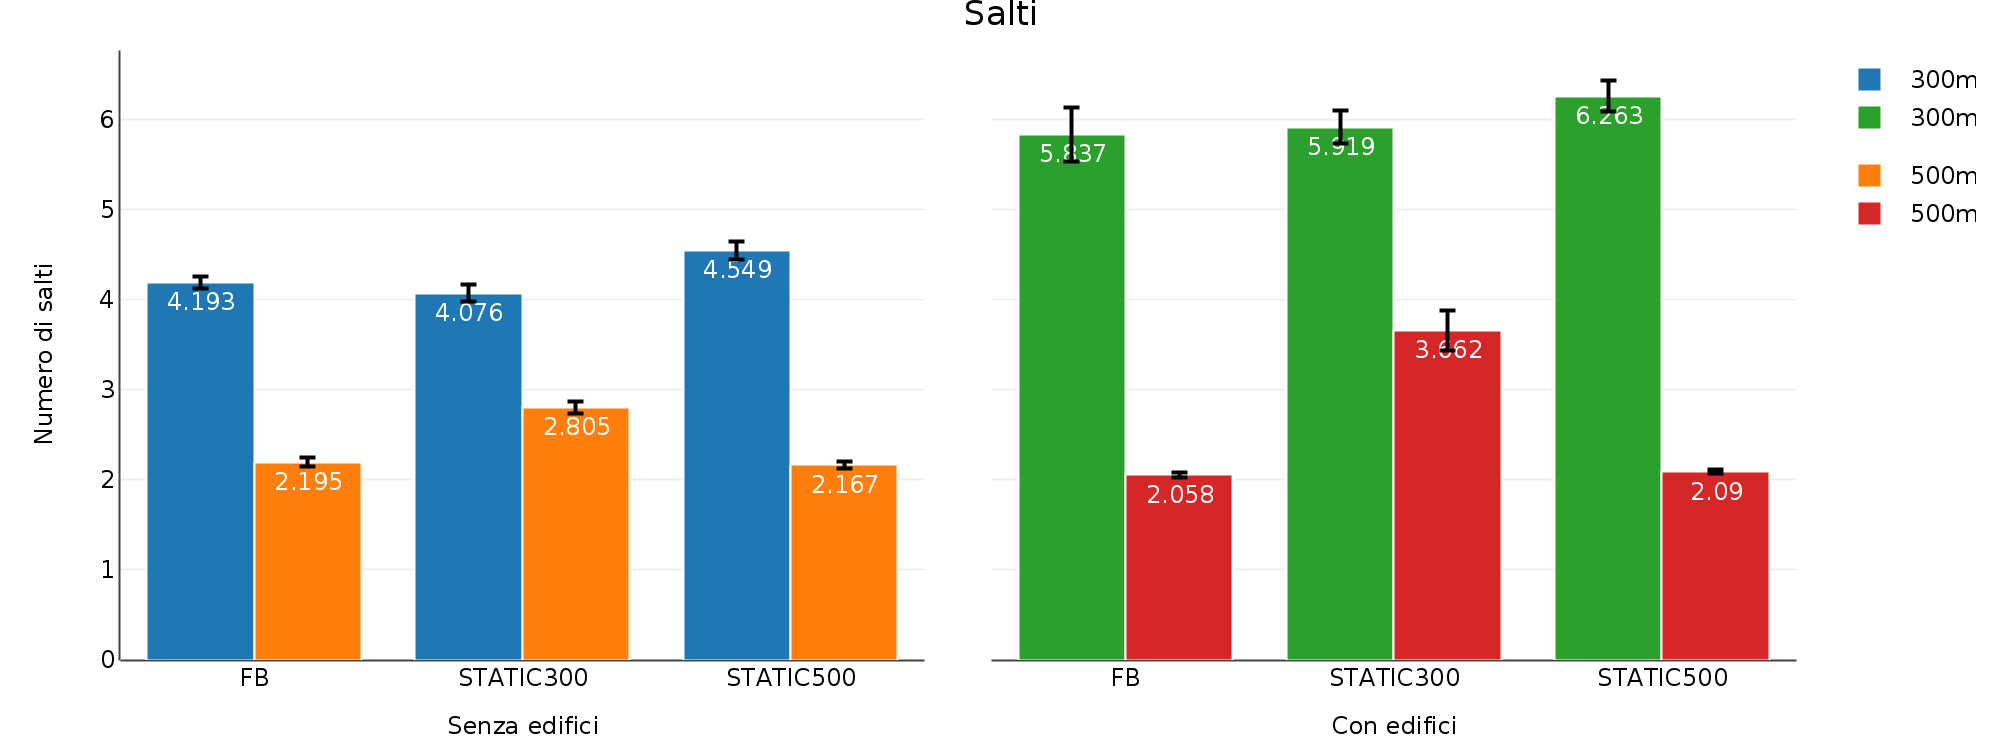 Salti
Numero di salti
6
5
4
3
2
1
0
4.193
2.195
4.076
2.805
4.549
2.167
FB
STATIC300
STATIC500
Senza edifici
5.837
2.058
5.919
3.662
6.263
2.09
FB
STATIC300
STATIC500
Con edifici
300m
300m
500m
500m